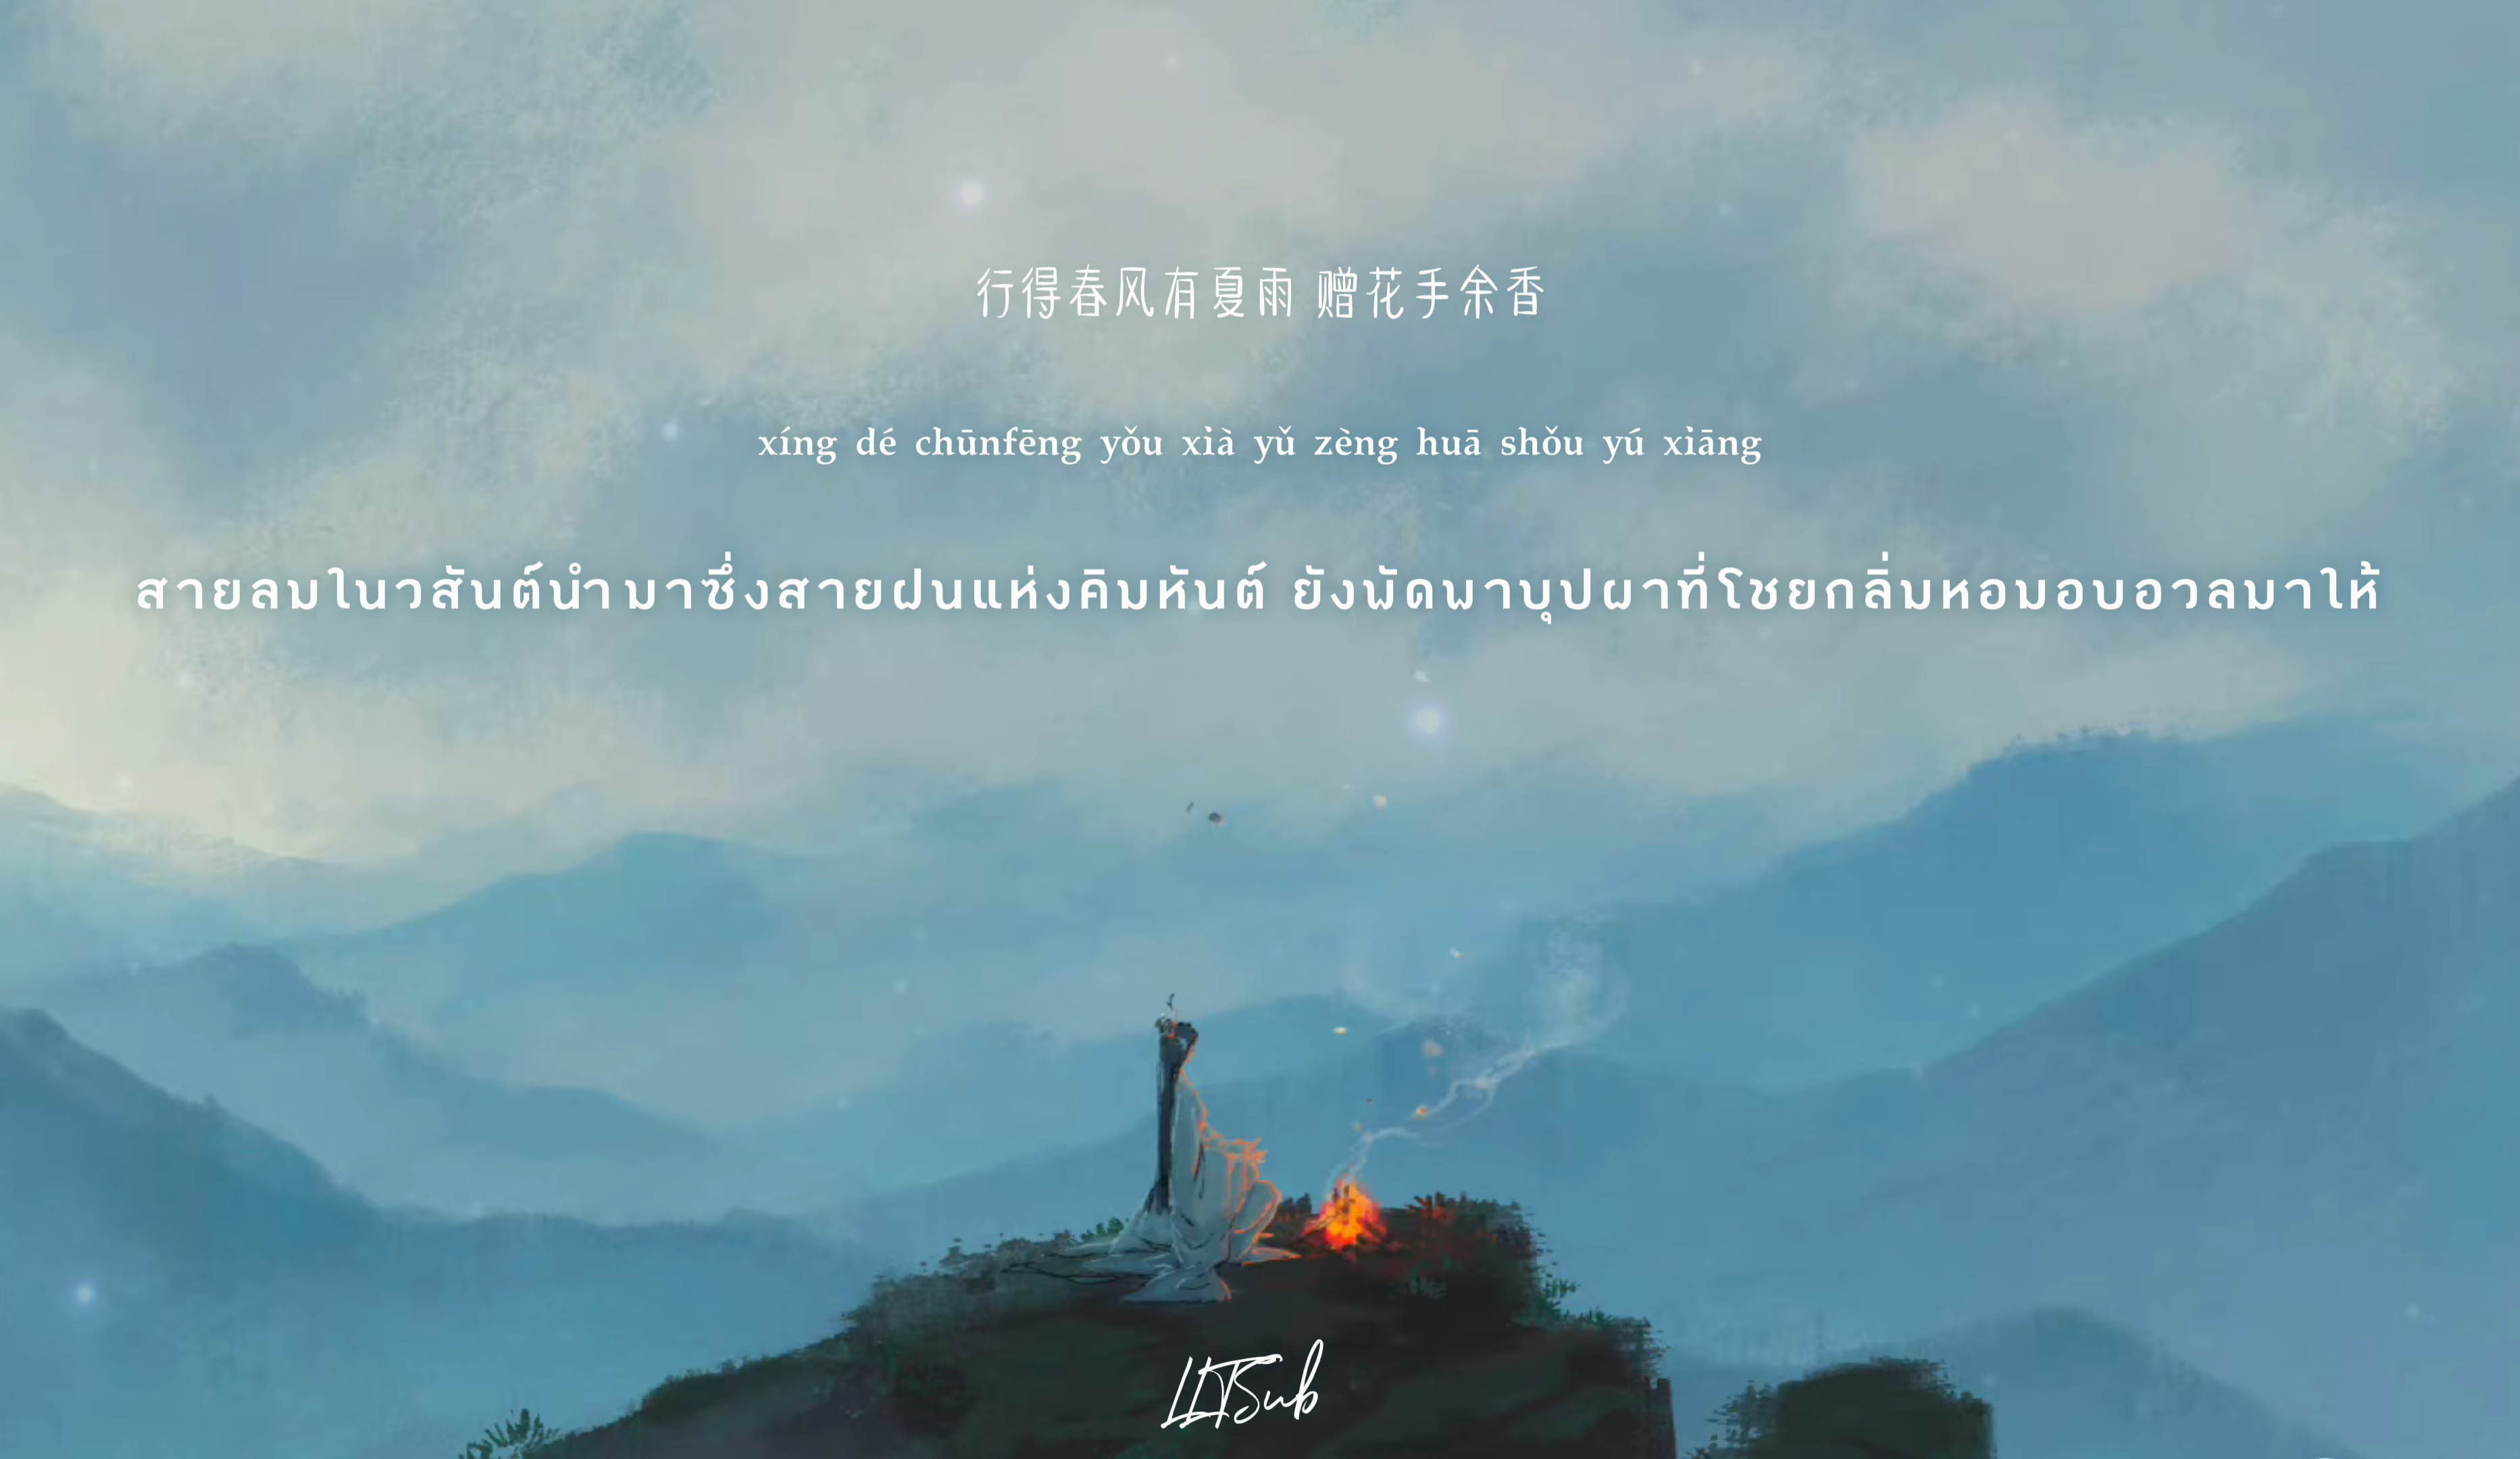 行得春风有夏雨 赠花手余香
xíng dé chūnfēng yǒu xià yǔ zèng huā shǒu yú xiāng
สายลมในวสันต์นำมาซึ่งสายฝนแห่งคิมหันต์ ยังพัดพาบุปผาที่โชยกลิ่นหอมอบอวลมาให้
LLTSub